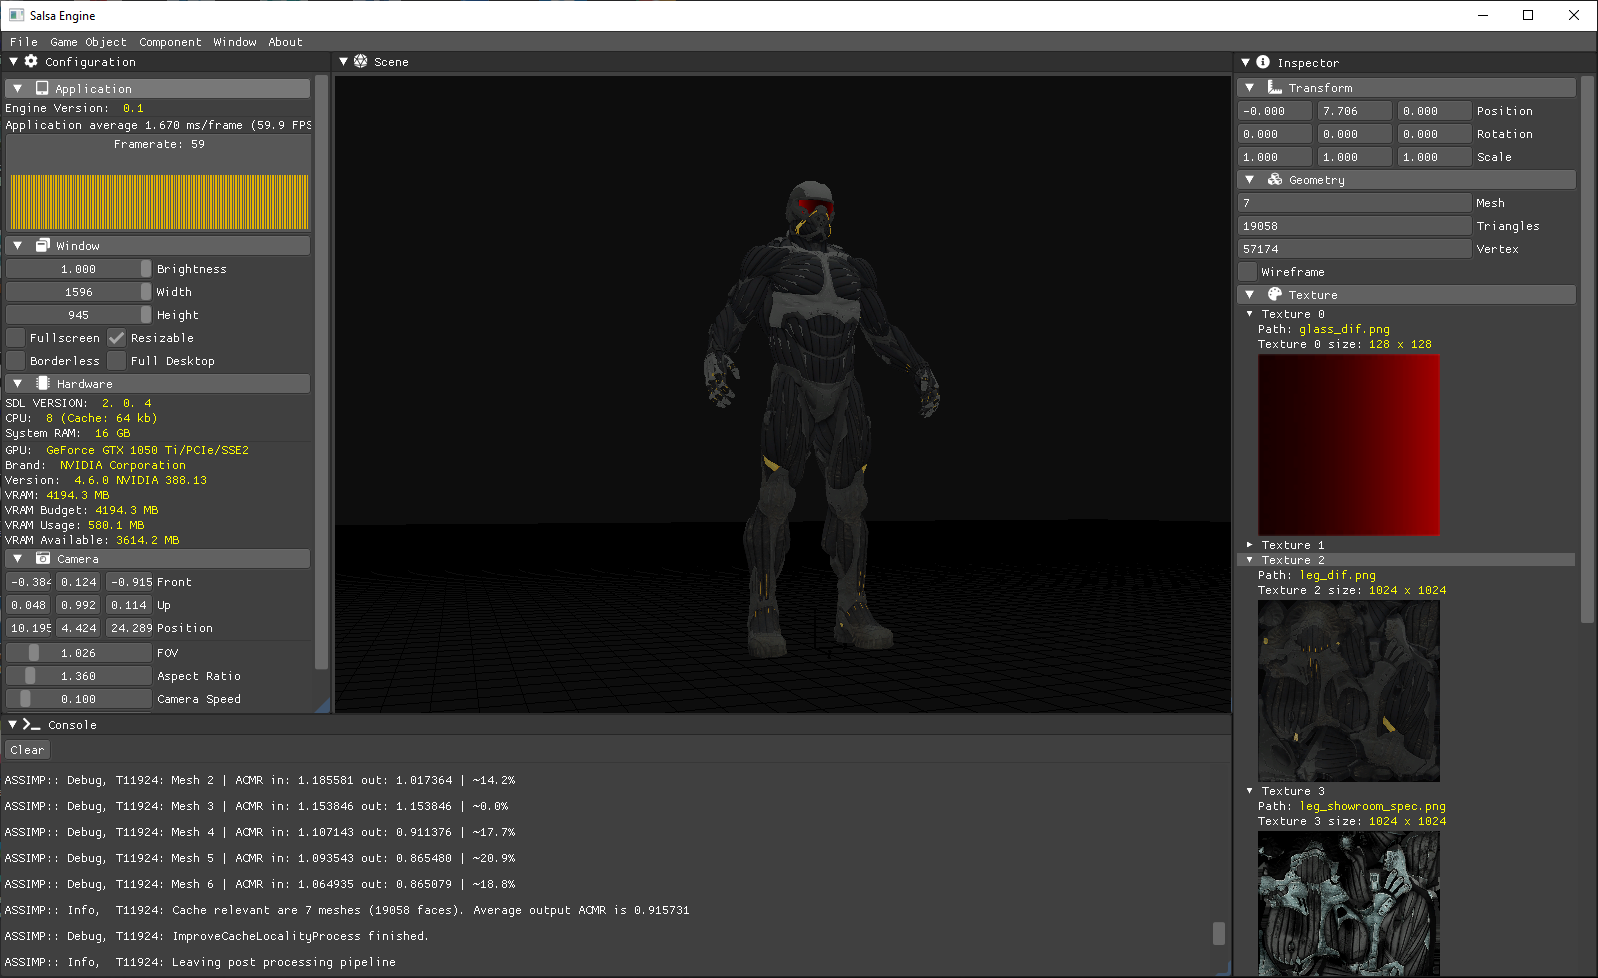 Salsa Engine
File Game Object Component Window About
Configuration
Application
Engine Version: 0.1
Application average 1.670 ms/frame (59.9 FPS
Framerate: 59
Window
1.000 Brightness
1596 Width
945 Height
Fullscreen Resizable
Borderless Full Desktop
Hardware
SDL VERSION: 2. 0. 4
CPU: 8 (Cache: 64 kb)
System RAM: 16 GB
GPU: GeForce GTX 1050 Ti/PCIe/SSE2
Brand: NVIDIA Corporation
Version: 4.6.0 NVIDIA 388.13
VRAM: 4194.3 MB
VRAM Budget: 4194.3 MB
VRAM Usage: 580.1 MB
VRAM Available: 3614.2 MB
Camera
-0.384 0.124 -0.915 Front
0.048 0.992 0.114 Up
10.195 4.424 24.289 Position
1.026 FOV
1.360 Aspect Ratio
0.100 Camera Speed
Scene
Inspector
Transform
-0.000 7.706 0.000 Position
0.000 0.000 0.000 Rotation
1.000 1.000 1.000 Scale
Geometry
7 Mesh
19058 Triangles
57174 Vertex
Wireframe
Texture
Texture 0
Path: glass_dif.png
Texture 0 size: 128 x 128
Texture 1
Texture 2
Path: leg_dif.png
Texture 2 size: 1024 x 1024
Texture 3
Path: leg_showroom_spec.png
Texture 3 size: 1024 x 1024
Console
Clear
ASSIMP:: Debug, T11924: Mesh 2 | ACMR in: 1.185581 out: 1.017364 | ~14.2%
ASSIMP:: Debug, T11924: Mesh 3 | ACMR in: 1.153846 out: 1.153846 | ~0.0%
ASSIMP:: Debug, T11924: Mesh 4 | ACMR in: 1.107143 out: 0.911376 | ~17.7%
ASSIMP:: Debug, T11924: Mesh 5 | ACMR in: 1.093543 out: 0.865480 | ~20.9%
ASSIMP:: Debug, T11924: Mesh 6 | ACMR in: 1.064935 out: 0.865079 | ~18.8%
ASSIMP:: Info, T11924: Cache relevant are 7 meshes (19058 faces). Average output ACMR is 0.915731
ASSIMP:: Debug, T11924: ImproveCacheLocalityProcess finished.
ASSIMP:: Info, T11924: Leaving post processing pipeline